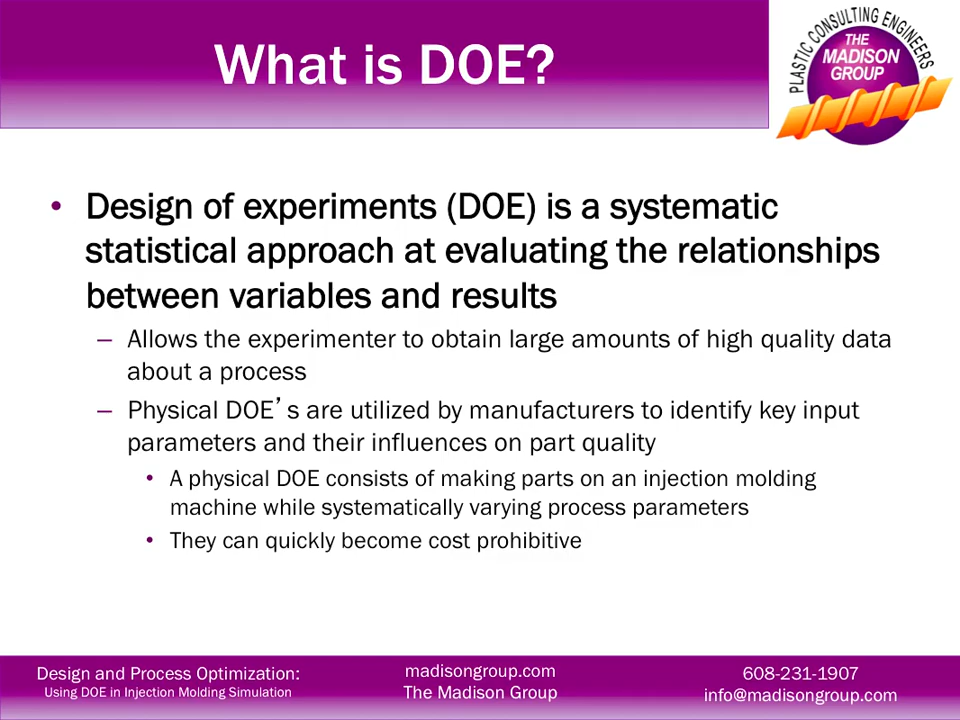 What is DOE?
PLASTIC CONSULTING ENGINEERS
THE
MADISON
GROUP
• Design of experiments (DOE) is a systematic
statistical approach at evaluating the relationships
between variables and results
– Allows the experimenter to obtain large amounts of high quality data
about a process
– Physical DOE’s are utilized by manufacturers to identify key input
parameters and their influences on part quality
• A physical DOE consists of making parts on an injection molding
machine while systematically varying process parameters
• They can quickly become cost prohibitive
Design and Process Optimization:
Using DOE in Injection Molding Simulation
madisongroup.com
The Madison Group
608-231-1907
info@madisongroup.com